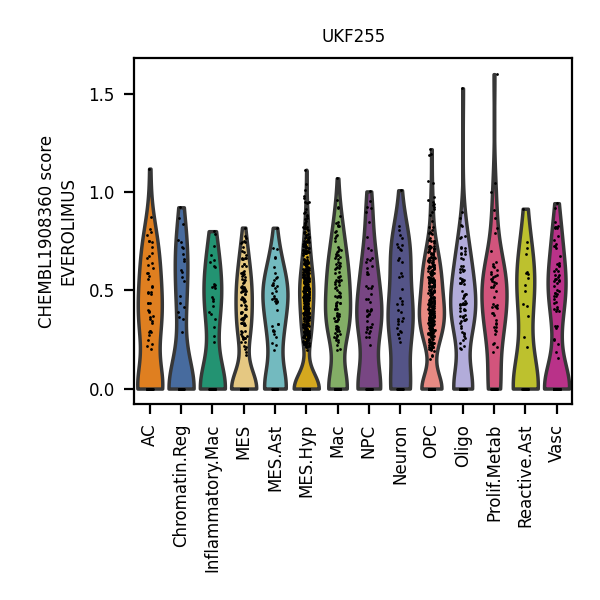 UKF255
CHEMBL1908360 score
EVEROLIMUS
1.5
1.0
0.5
0.0
AC
Chromatin.Reg
Inflammatory.Mac
MES
MES.Ast
MES.Hyp
Mac
NPC
Neuron
OPC
Oligo
Prolif.Metab
Reactive.Ast
Vasc